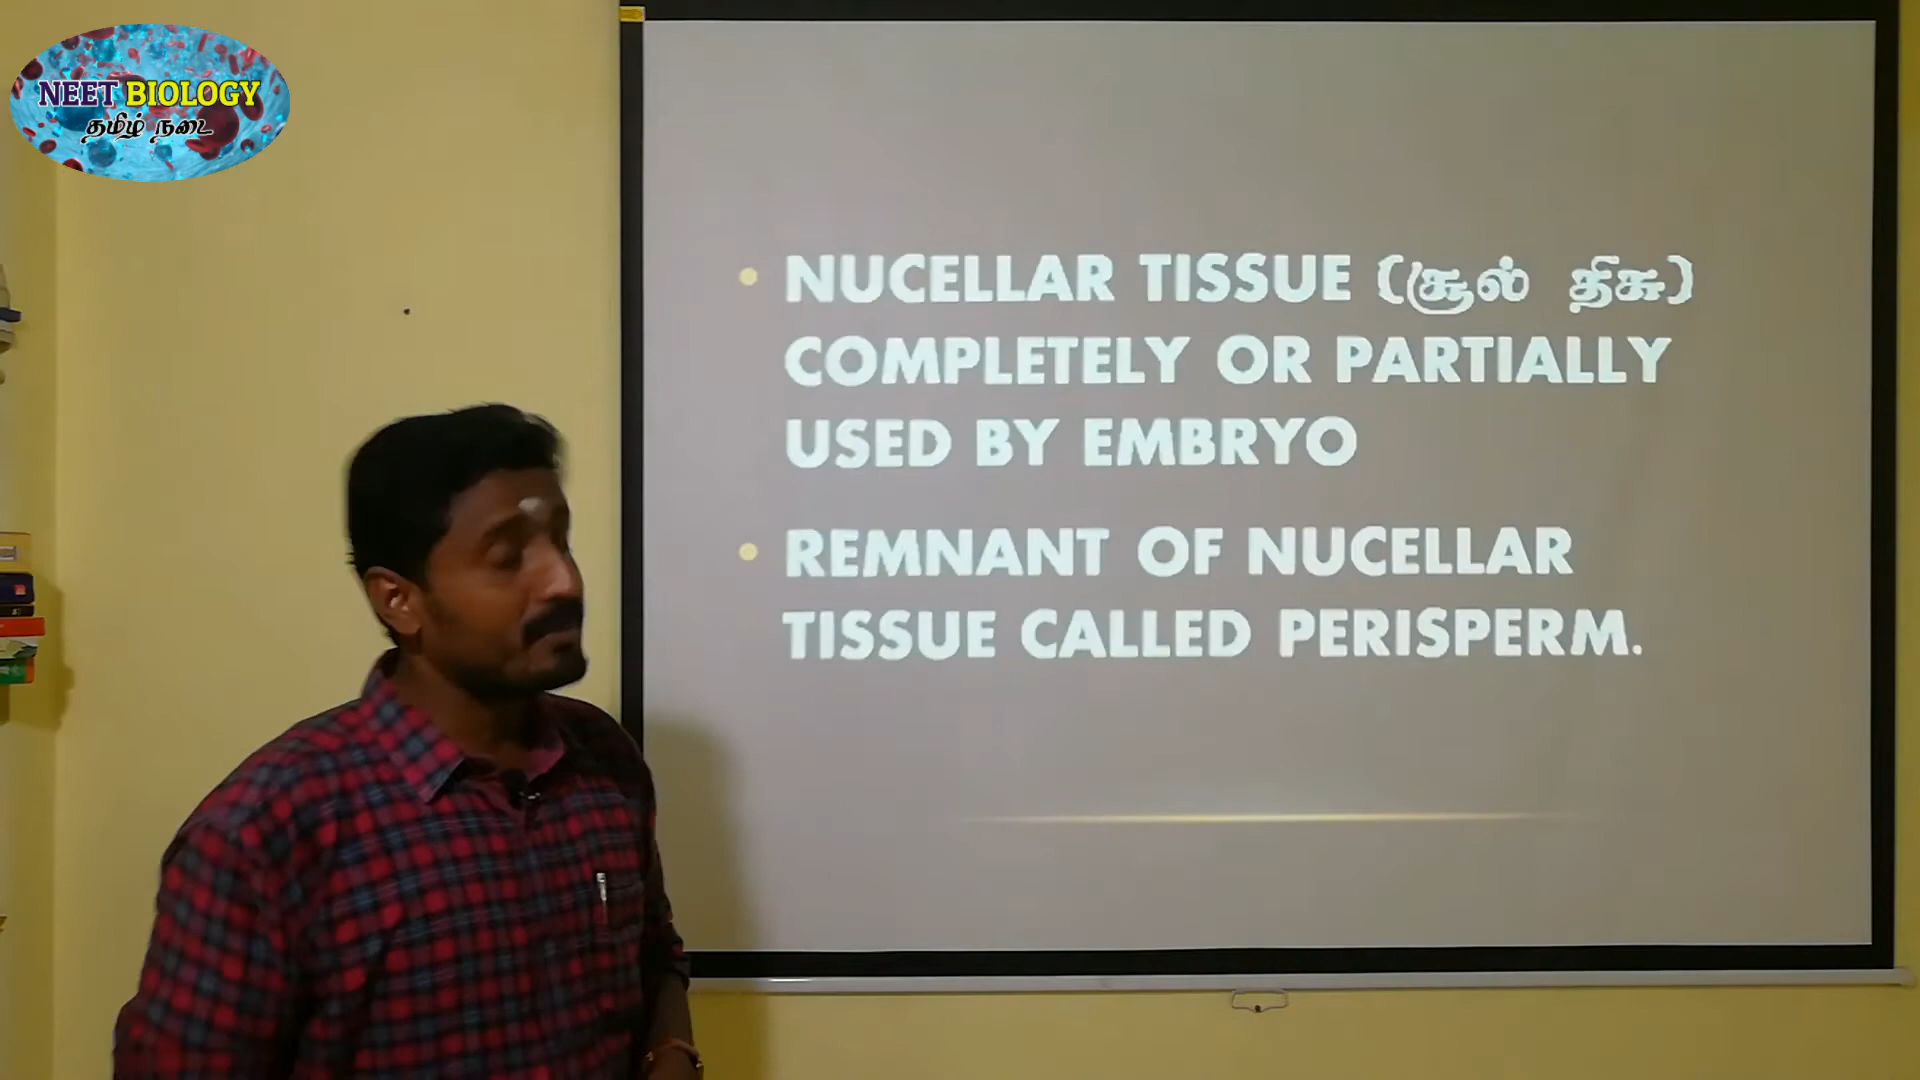 NEET BIOLOGY
தமிழ் நடை
• NUCELLAR TISSUE (சூல் திசு)
COMPLETELY OR PARTIALLY
USED BY EMBRYO
• REMNANT OF NUCELLAR
TISSUE CALLED PERISPERM.